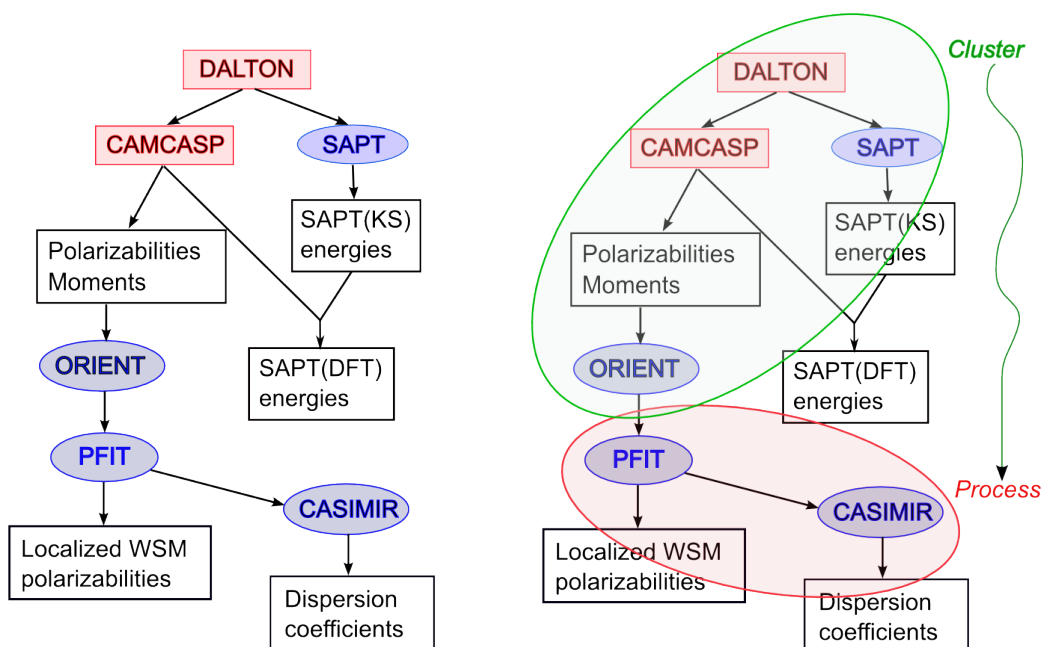 DALTON
CAMCASP
SAPT
SAPT(KS)
energies
Polarizabilities
Moments
ORIENT
SAPT(DFT)
energies
PFIT
CASIMIR
Localized WSM
polarizabilities
Dispersion
coefficients
Cluster
DALTON
CAMCASP
SAPT
SAPT(KS)
energies
Polarizabilities
Moments
ORIENT
SAPT(DFT)
energies
PFIT
Process
CASIMIR
Localized WSM
polarizabilities
Dispersion
coefficients